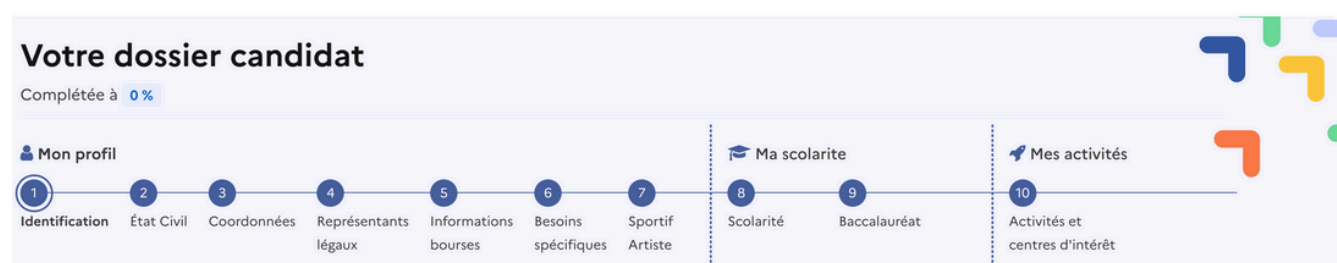 Votre dossier candidat
Complétée à 0 %
Mon profil
1
Identification
2
État Civil
3
Coordonnées
4
Représentants
légaux
5
Informations
bourses
6
Besoins
spécifiques
7
Sportif
Artiste
Ma scolarite
8
Scolarité
9
Baccalauréat
Mes activités
10
Activités et
centres d'intérêt